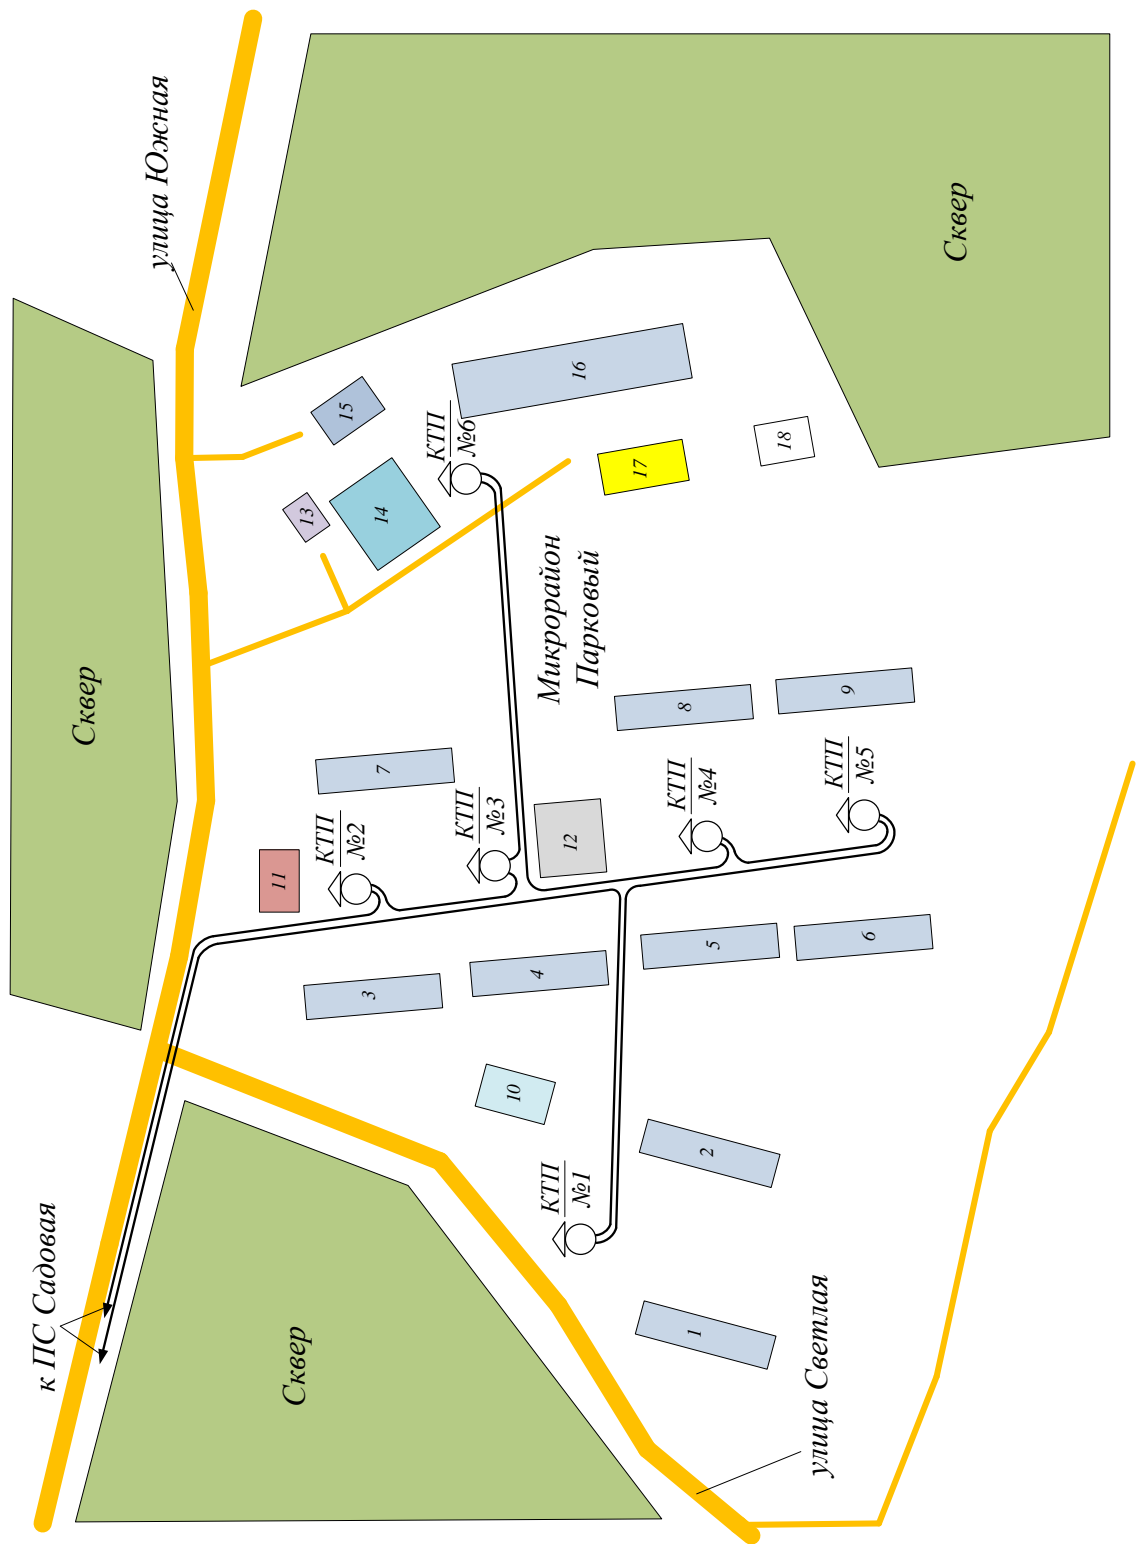 к ПС Садовая
Сквер
улица Южная
Сквер
11
13
15
14
КТП
№2
7
КТП
№6
3
КТП
№3
16
Сквер
10
4
12
Микрорайон
Парковый
17
КТП
№1
КТП
№4
8
18
1
2
5
КТП
№5
9
6
улица Светлая
Сквер